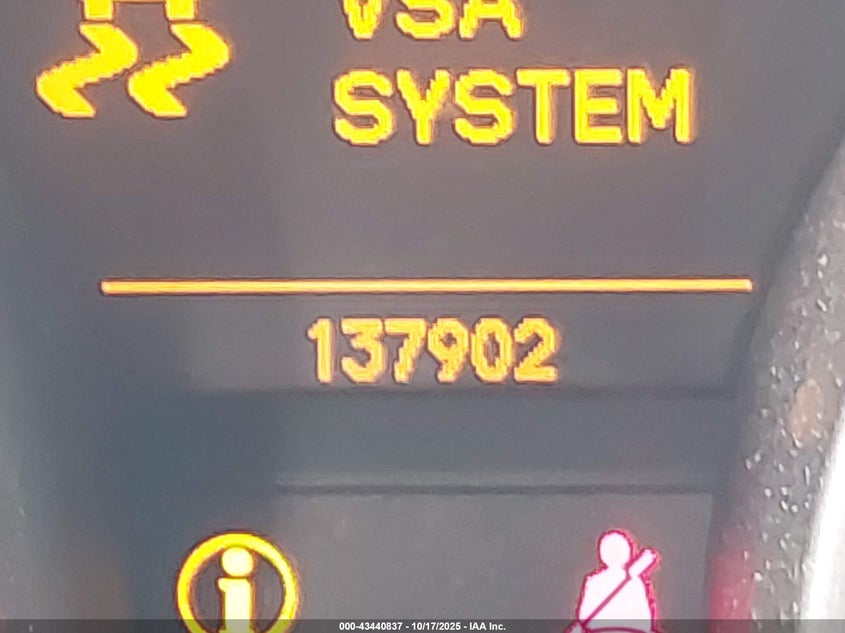 VSA
SYSTEM
137902
000-43440837 - 10/17/2025 - IAA Inc.